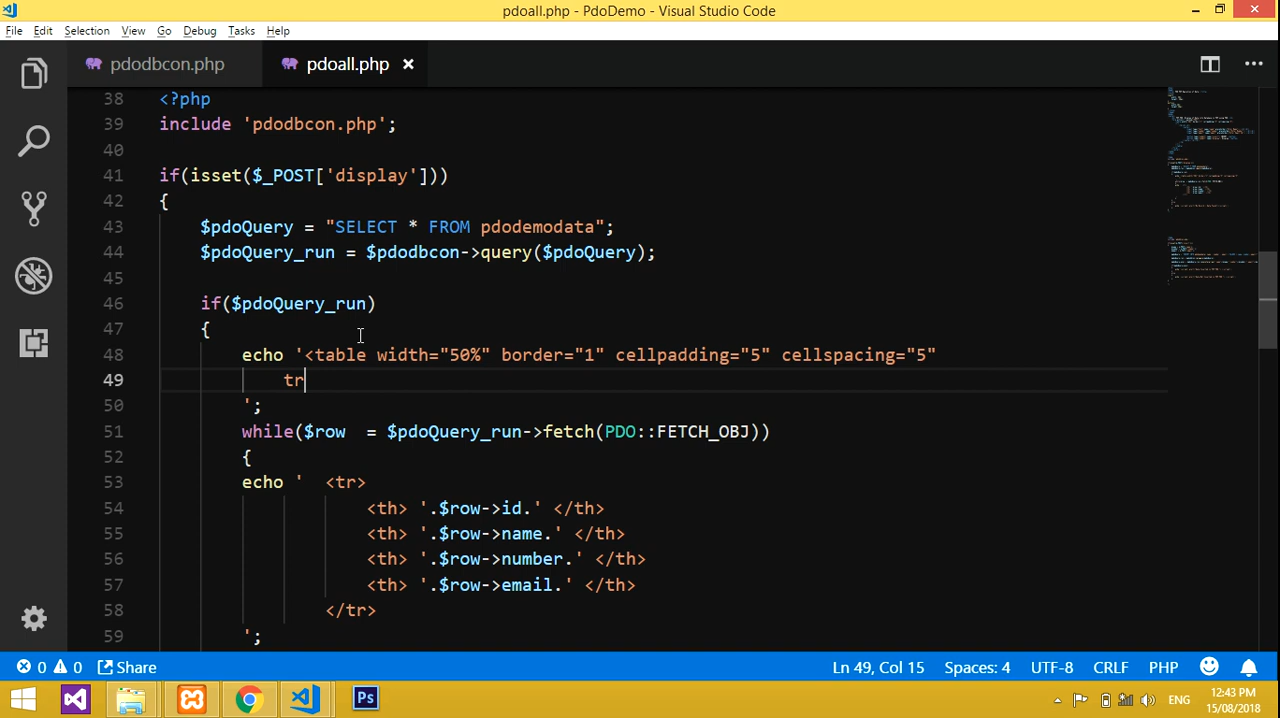 pdoall.php - PdoDemo - Visual Studio Code
File Edit Selection View Go Debug Tasks Help
pdodbcon.php pdoall.php
38 <?php
39 include 'pdodbcon.php';
40
41 if(isset($_POST['display']))
42 {
43 $pdoQuery = "SELECT * FROM pdodemodata";
44 $pdoQuery_run = $pdodbcon->query($pdoQuery);
45
46 if($pdoQuery_run)
47 {
48 echo '<table width="50%" border="1" cellpadding="5" cellspacing="5"
49 tr
50 ';
51 while($row  = $pdoQuery_run->fetch(PDO::FETCH_OBJ))
52 {
53 echo '  <tr>
54 <th> '.$row->id.' </th>
55 <th> '.$row->name.' </th>
56 <th> '.$row->number.' </th>
57 <th> '.$row->email.' </th>
58 </tr>
59 ';
0 0 Share Ln 49, Col 15 Spaces: 4 UTF-8 CRLF PHP
Ps ENG 12:43 PM
15/08/2018